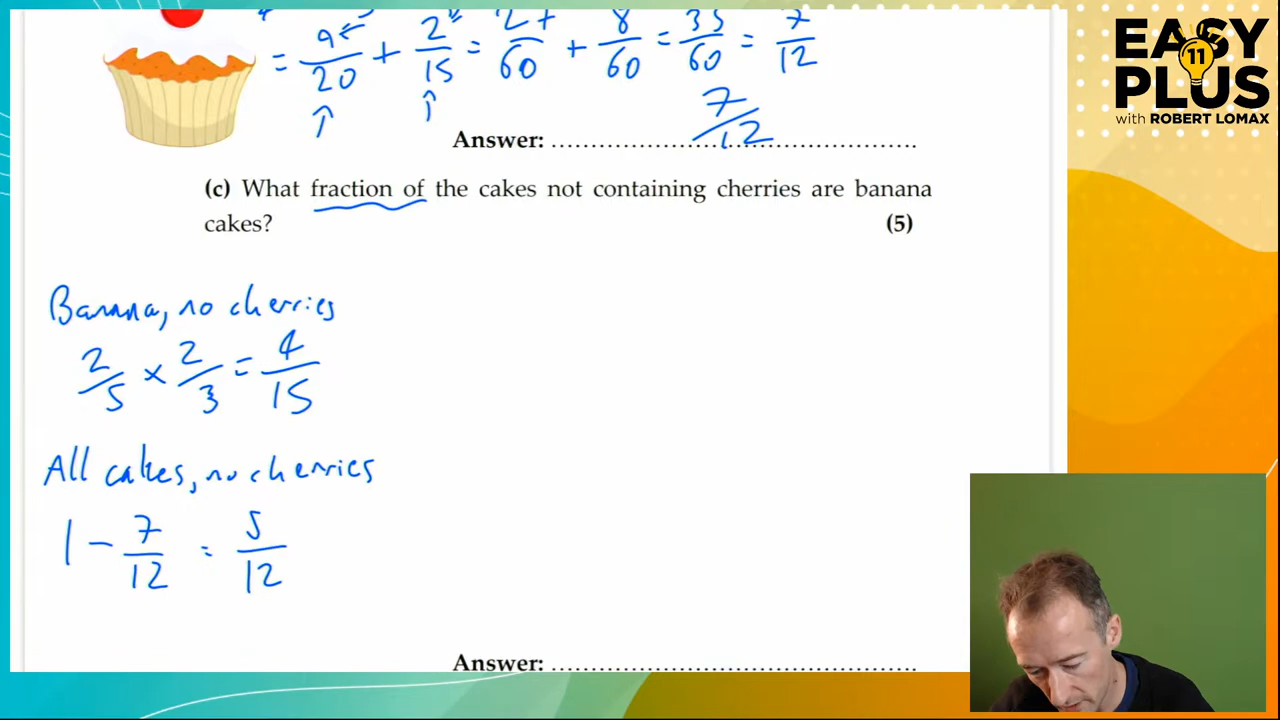 = 9/20 + 2/15 = 27/60 + 8/60 = 35/60 = 7/12
7/12
Answer: ................................................
(c) What fraction of the cakes not containing cherries are banana
cakes? (5)
Banana, no cherries
2/5 × 2/3 = 4/15
All cakes, no cherries
1 - 7/12 = 5/12
Answer: ................................................
EASY
11
PLUS
with ROBERT LOMAX